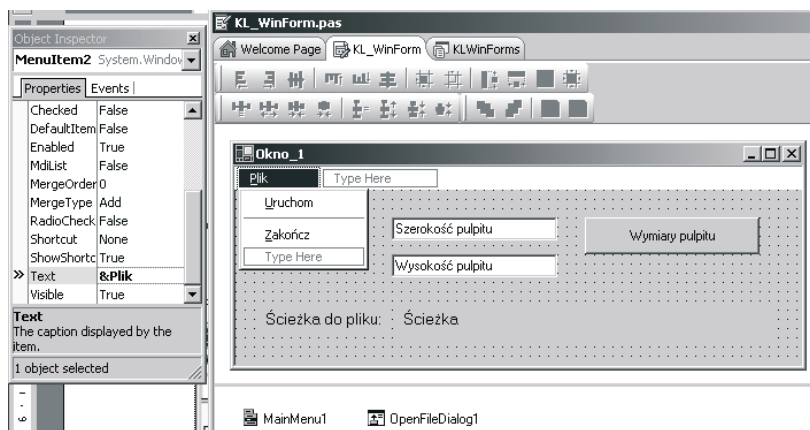 KL_WinForm.pas
Object Inspector
MenuItem2 System.Window
Properties Events
Checked False
DefaultItem False
Enabled True
MdiList False
MergeOrder 0
MergeType Add
RadioCheck False
Shortcut None
ShowShortc True
Text &Plik
Visible True
Text
The caption displayed by the
item.
1 object selected
Welcome Page KL_WinForm KLWinForms
Okno_1
Plik Type Here
Uruchom
Zakończ
Type Here
Szerokość pulpitu
Wysokość pulpitu
Wymiary pulpitu
Ścieżka do pliku: Ścieżka
MainMenu1 OpenFileDialog1